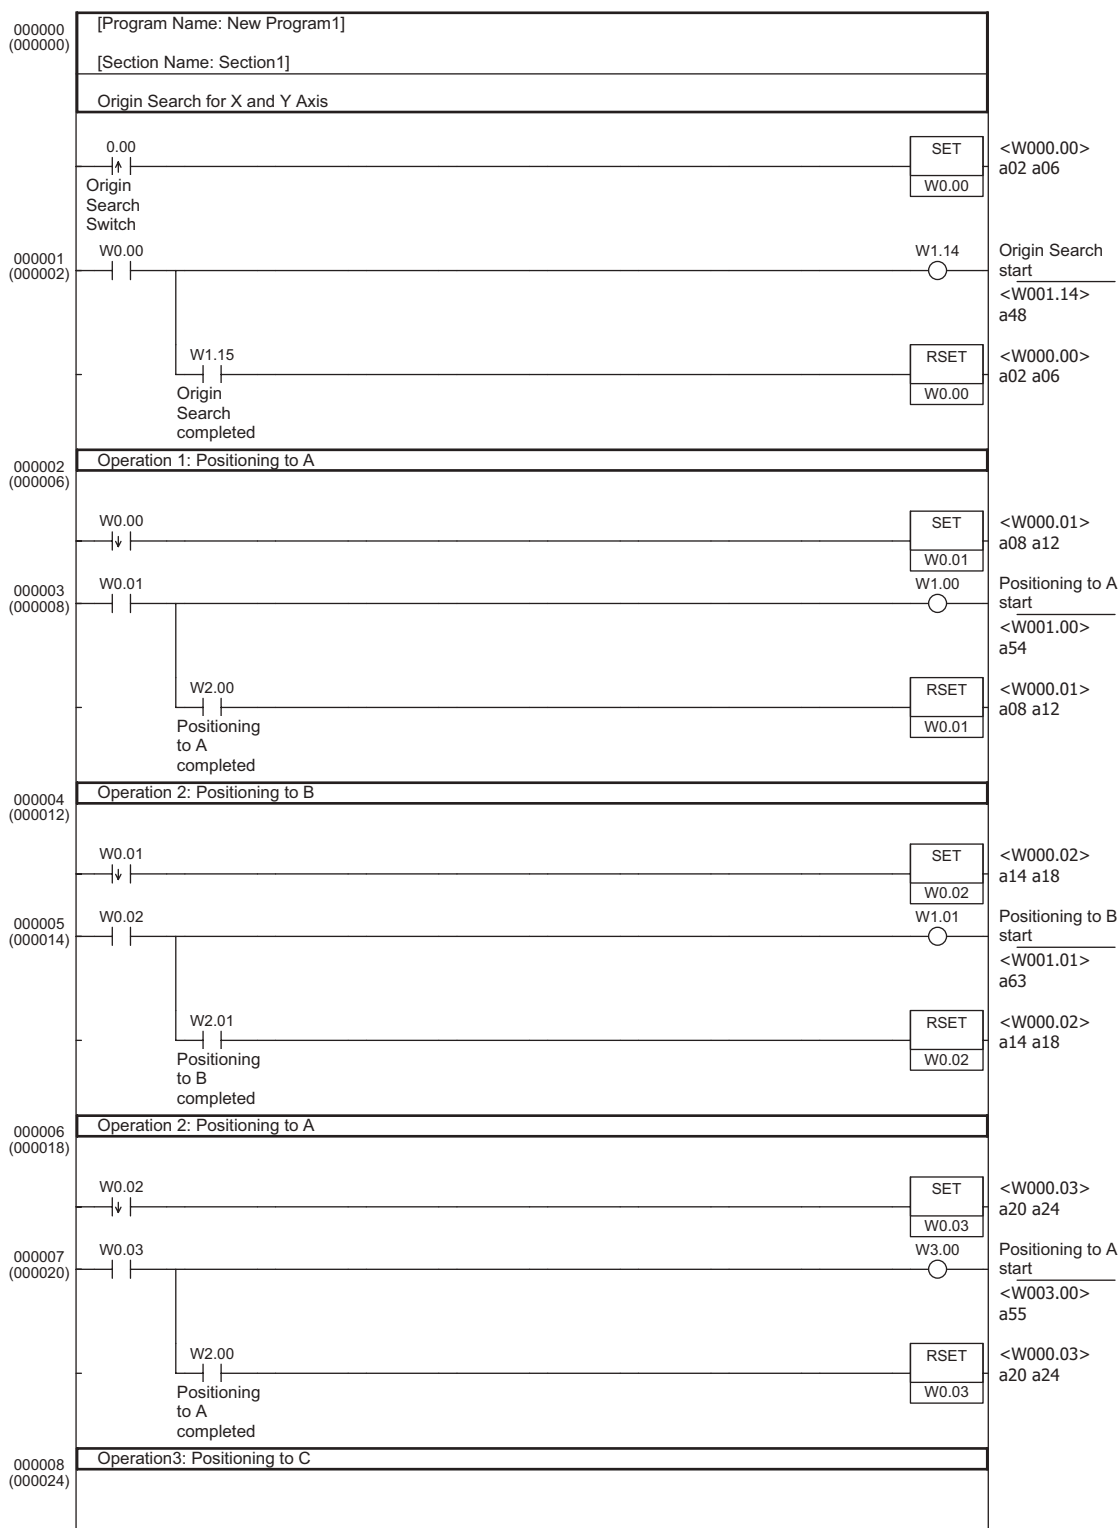 000000
(000000)
[Program Name: New Program1]
[Section Name: Section1]
Origin Search for X and Y Axis
0.00
Origin
Search
Switch
SET
W0.00
<W000.00>
a02 a06
000001
(000002)
W0.00
W1.14
Origin Search
start
<W001.14>
a48
W1.15
Origin
Search
completed
RSET
W0.00
<W000.00>
a02 a06
000002
(000006)
Operation 1: Positioning to A
W0.00
SET
W0.01
<W000.01>
a08 a12
000003
(000008)
W0.01
W1.00
Positioning to A
start
<W001.00>
a54
W2.00
Positioning
to A
completed
RSET
W0.01
<W000.01>
a08 a12
000004
(000012)
Operation 2: Positioning to B
W0.01
SET
W0.02
<W000.02>
a14 a18
000005
(000014)
W0.02
W1.01
Positioning to B
start
<W001.01>
a63
W2.01
Positioning
to B
completed
RSET
W0.02
<W000.02>
a14 a18
000006
(000018)
Operation 2: Positioning to A
W0.02
SET
W0.03
<W000.03>
a20 a24
000007
(000020)
W0.03
W3.00
Positioning to A
start
<W003.00>
a55
W2.00
Positioning
to A
completed
RSET
W0.03
<W000.03>
a20 a24
000008
(000024)
Operation3: Positioning to C